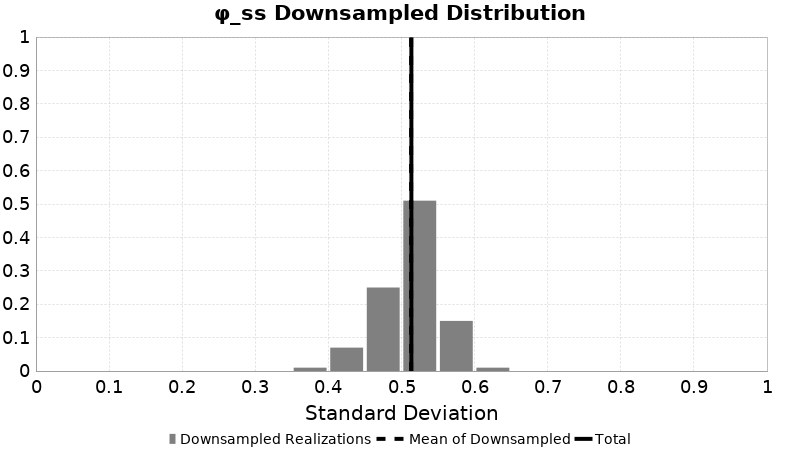 φ_ss Downsampled Distribution
1
0.9
0.8
0.7
0.6
0.5
0.4
0.3
0.2
0.1
0
0 0.1 0.2 0.3 0.4 0.5 0.6 0.7 0.8 0.9 1
Standard Deviation
Downsampled Realizations Mean of Downsampled Total